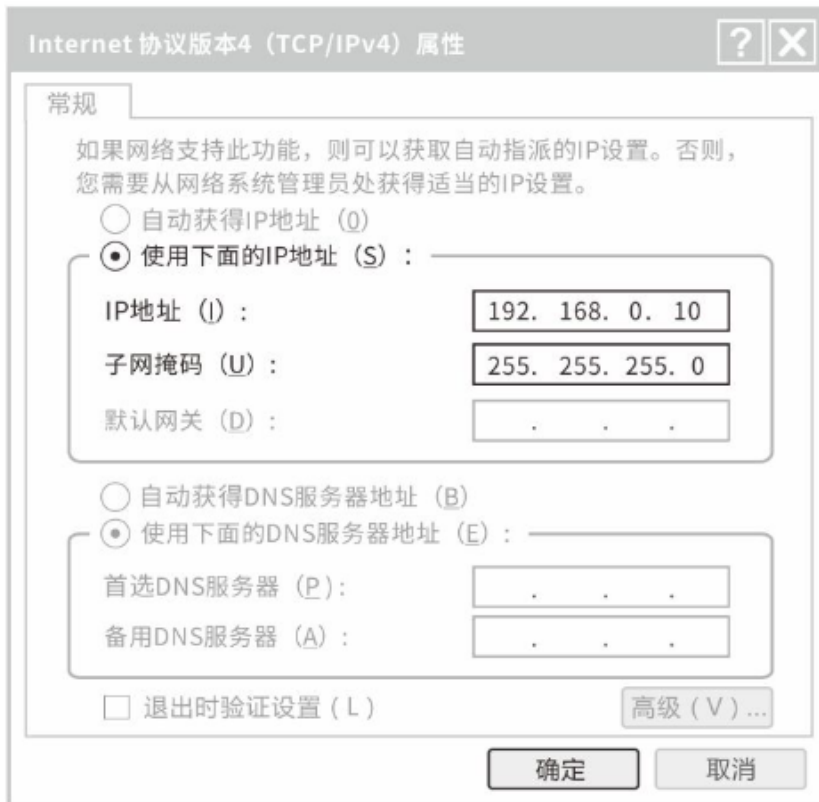 Internet 协议版本4（TCP/IPv4）属性
?
X
常规
如果网络支持此功能，则可以获取自动指派的IP设置。否则，
您需要从网络系统管理员处获得适当的IP设置。
自动获得IP地址（0）
使用下面的IP地址（S）:
IP地址（I）: 192. 168. 0. 10
子网掩码（U）: 255. 255. 255. 0
默认网关（D）: . . .
自动获得DNS服务器地址（B）
使用下面的DNS服务器地址（E）:
首选DNS服务器（P）: . . .
备用DNS服务器（A）: . . .
退出时验证设置 ( L ) 高级 ( V ) ...
确定 取消